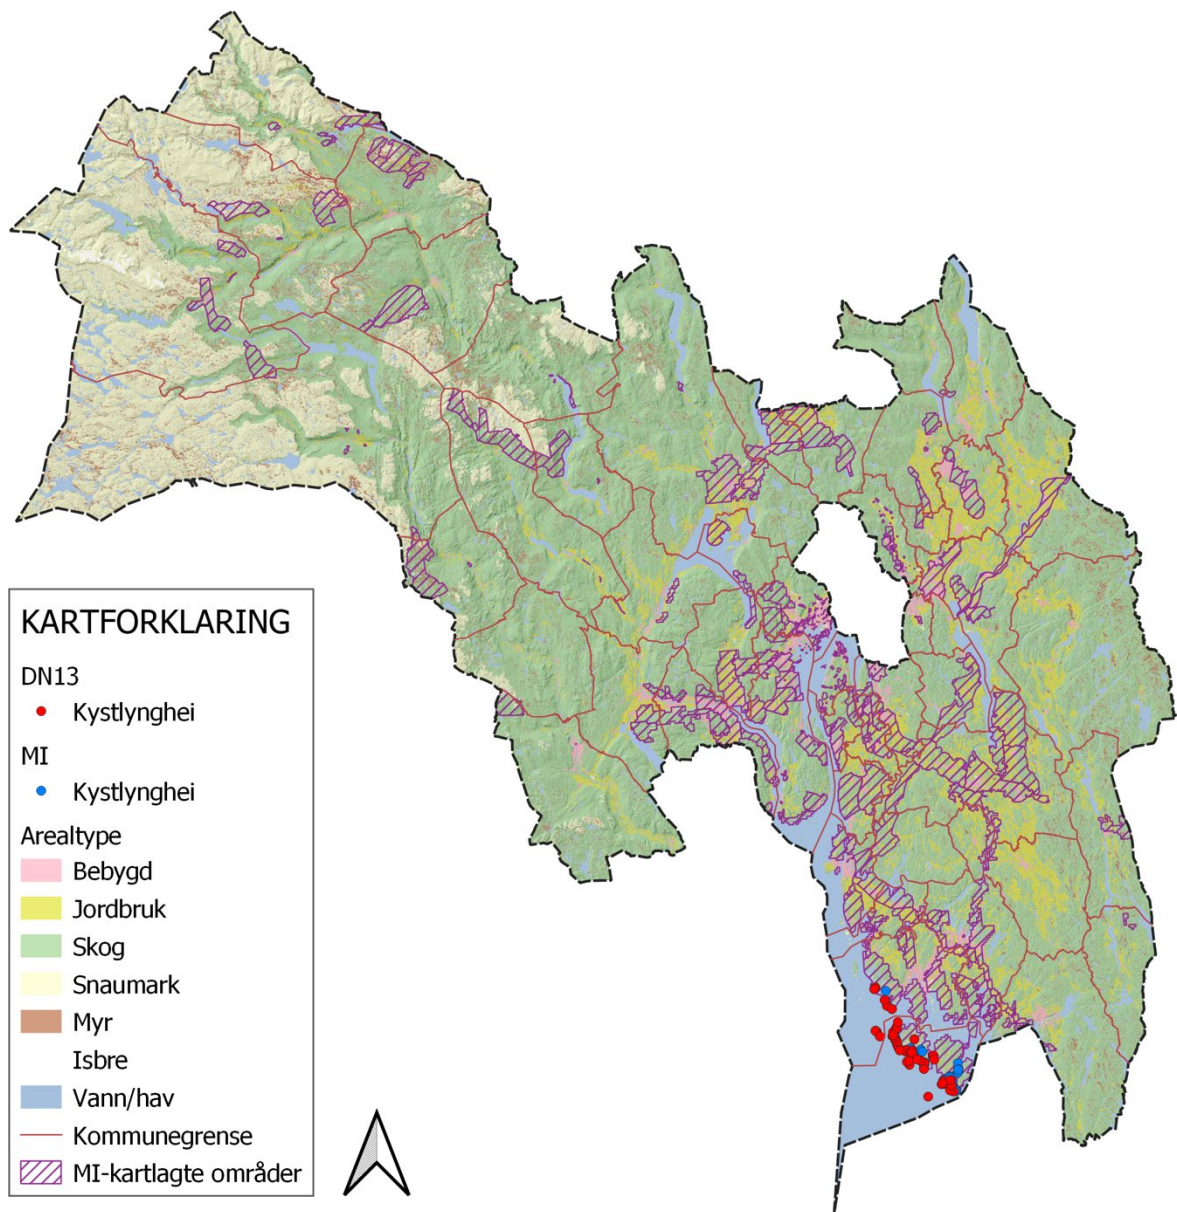 KARTFORKLARING
DN13
Kystlynghei
MI
Kystlynghei
Arealtype
Bebygd
Jordbruk
Skog
Snaumark
Myr
Isbre
Vann/hav
Kommunegrense
MI-kartlagte områder